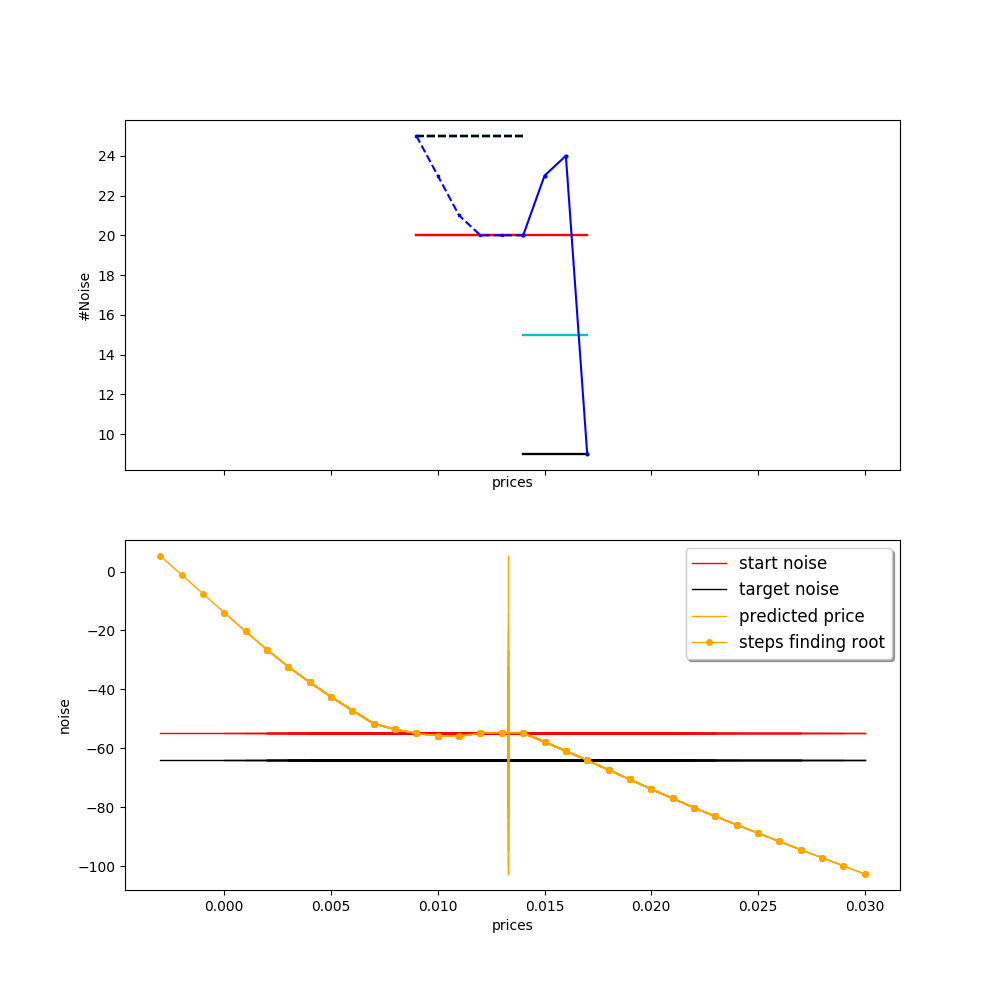 24
22
20
18
16
14
12
10
#Noise
prices
0
−20
−40
−60
−80
−100
noise
start noise
target noise
predicted price
steps finding root
0.000 0.005 0.010 0.015 0.020 0.025 0.030
prices